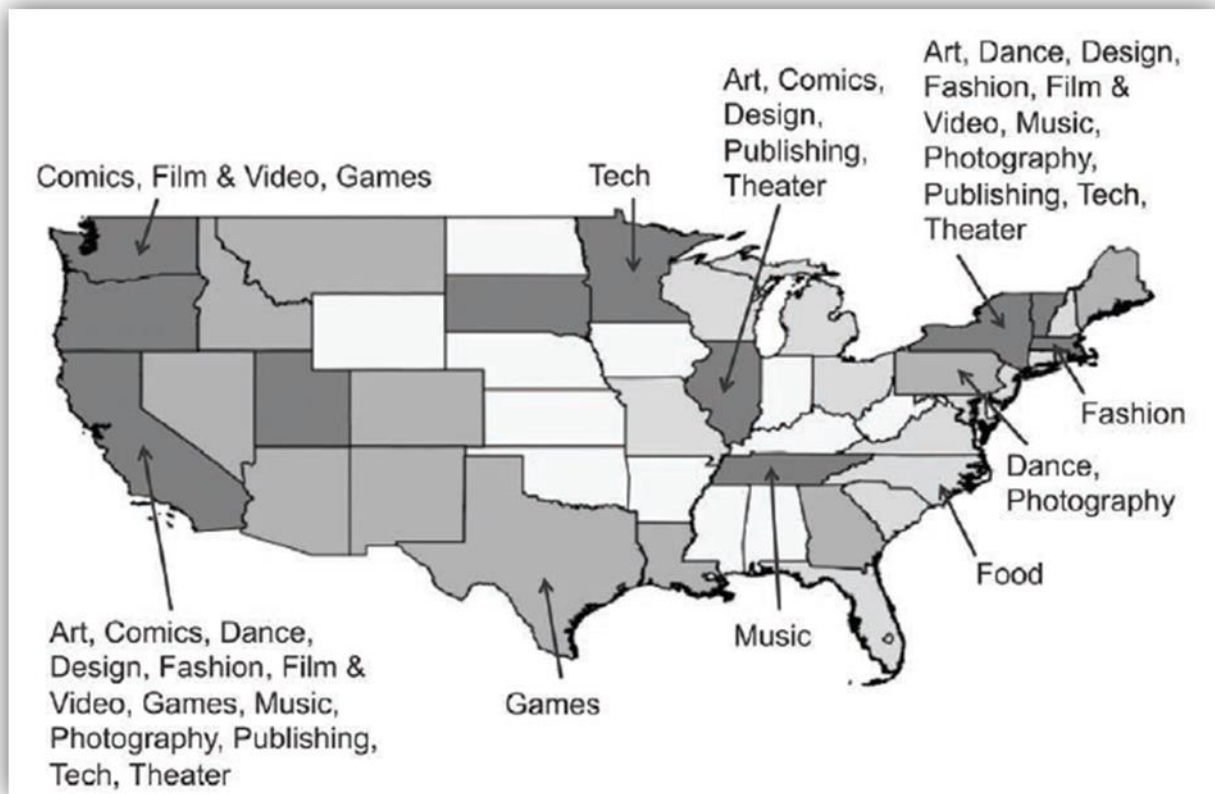 Comics, Film & Video, Games
Tech
Art, Comics,
Design,
Publishing,
Theater
Art, Dance, Design,
Fashion, Film &
Video, Music,
Photography,
Publishing, Tech,
Theater
Fashion
Dance,
Photography
Food
Music
Games
Art, Comics, Dance,
Design, Fashion, Film &
Video, Games, Music,
Photography, Publishing,
Tech, Theater